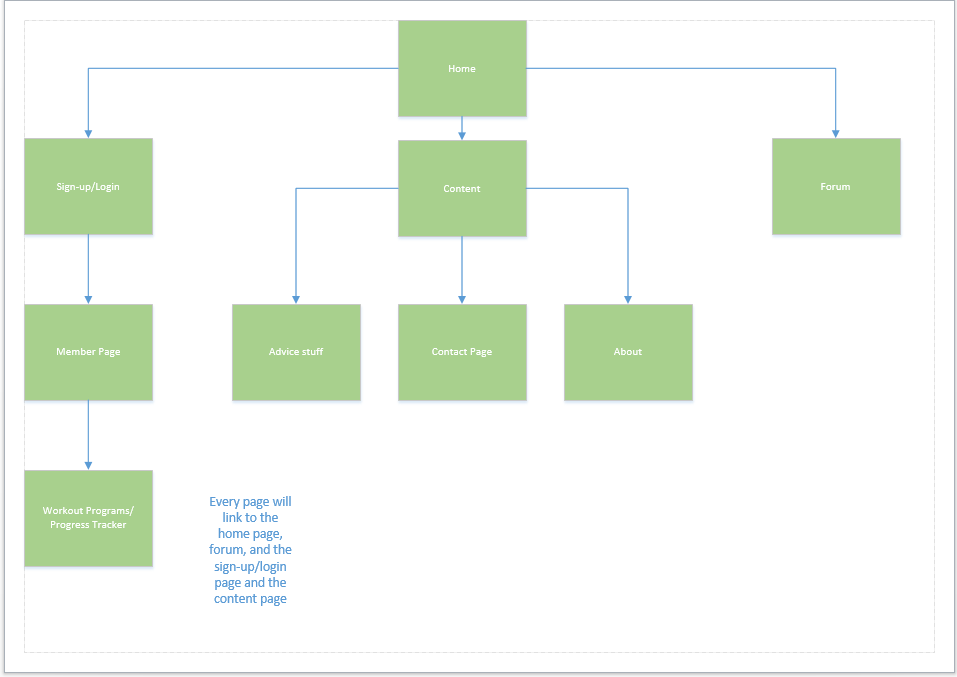 Home
Sign-up/Login
Content
Forum
Member Page
Advice stuff
Contact Page
About
Workout Programs/
Progress Tracker
Every page will
link to the
home page,
forum, and the
sign-up/login
page and the
content page